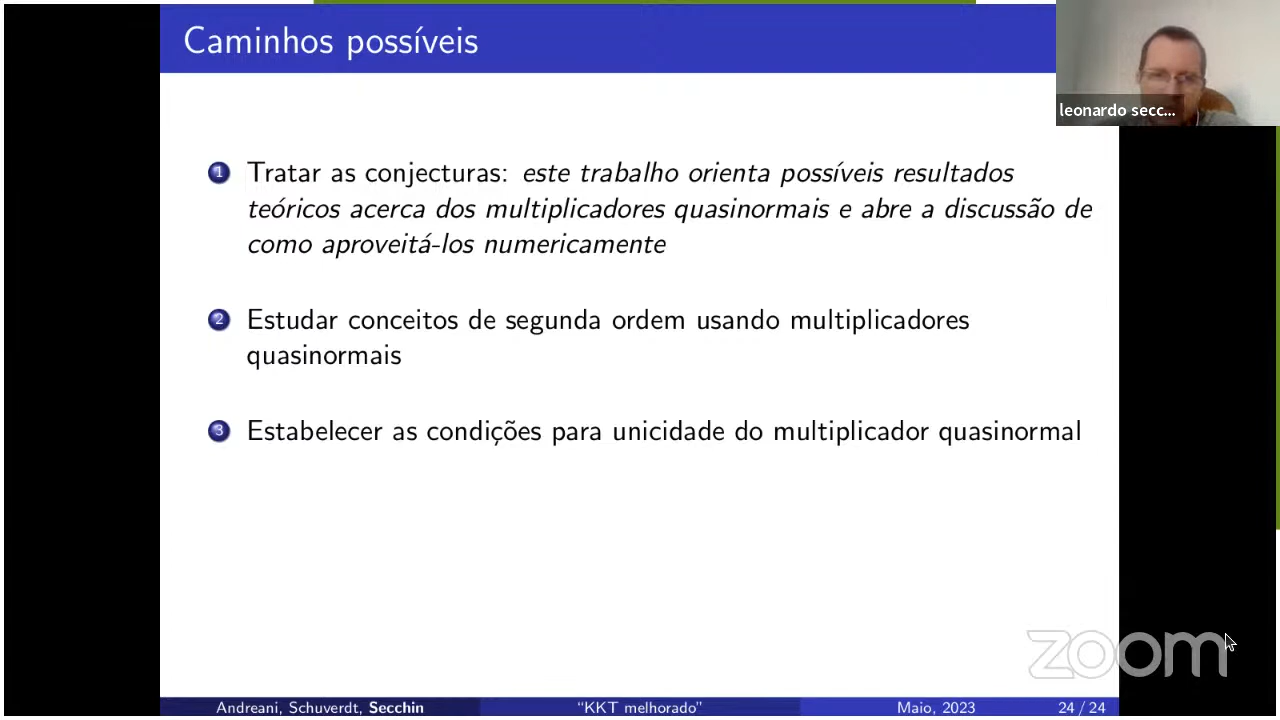 Caminhos possíveis
leonardo secc...
1 Tratar as conjecturas: este trabalho orienta possíveis resultados
teóricos acerca dos multiplicadores quasinormais e abre a discussão de
como aproveitá-los numericamente
2 Estudar conceitos de segunda ordem usando multiplicadores
quasinormais
3 Estabelecer as condições para unicidade do multiplicador quasinormal
zoom
Andreani, Schuverdt, Secchin "KKT melhorado" Maio, 2023 24 / 24